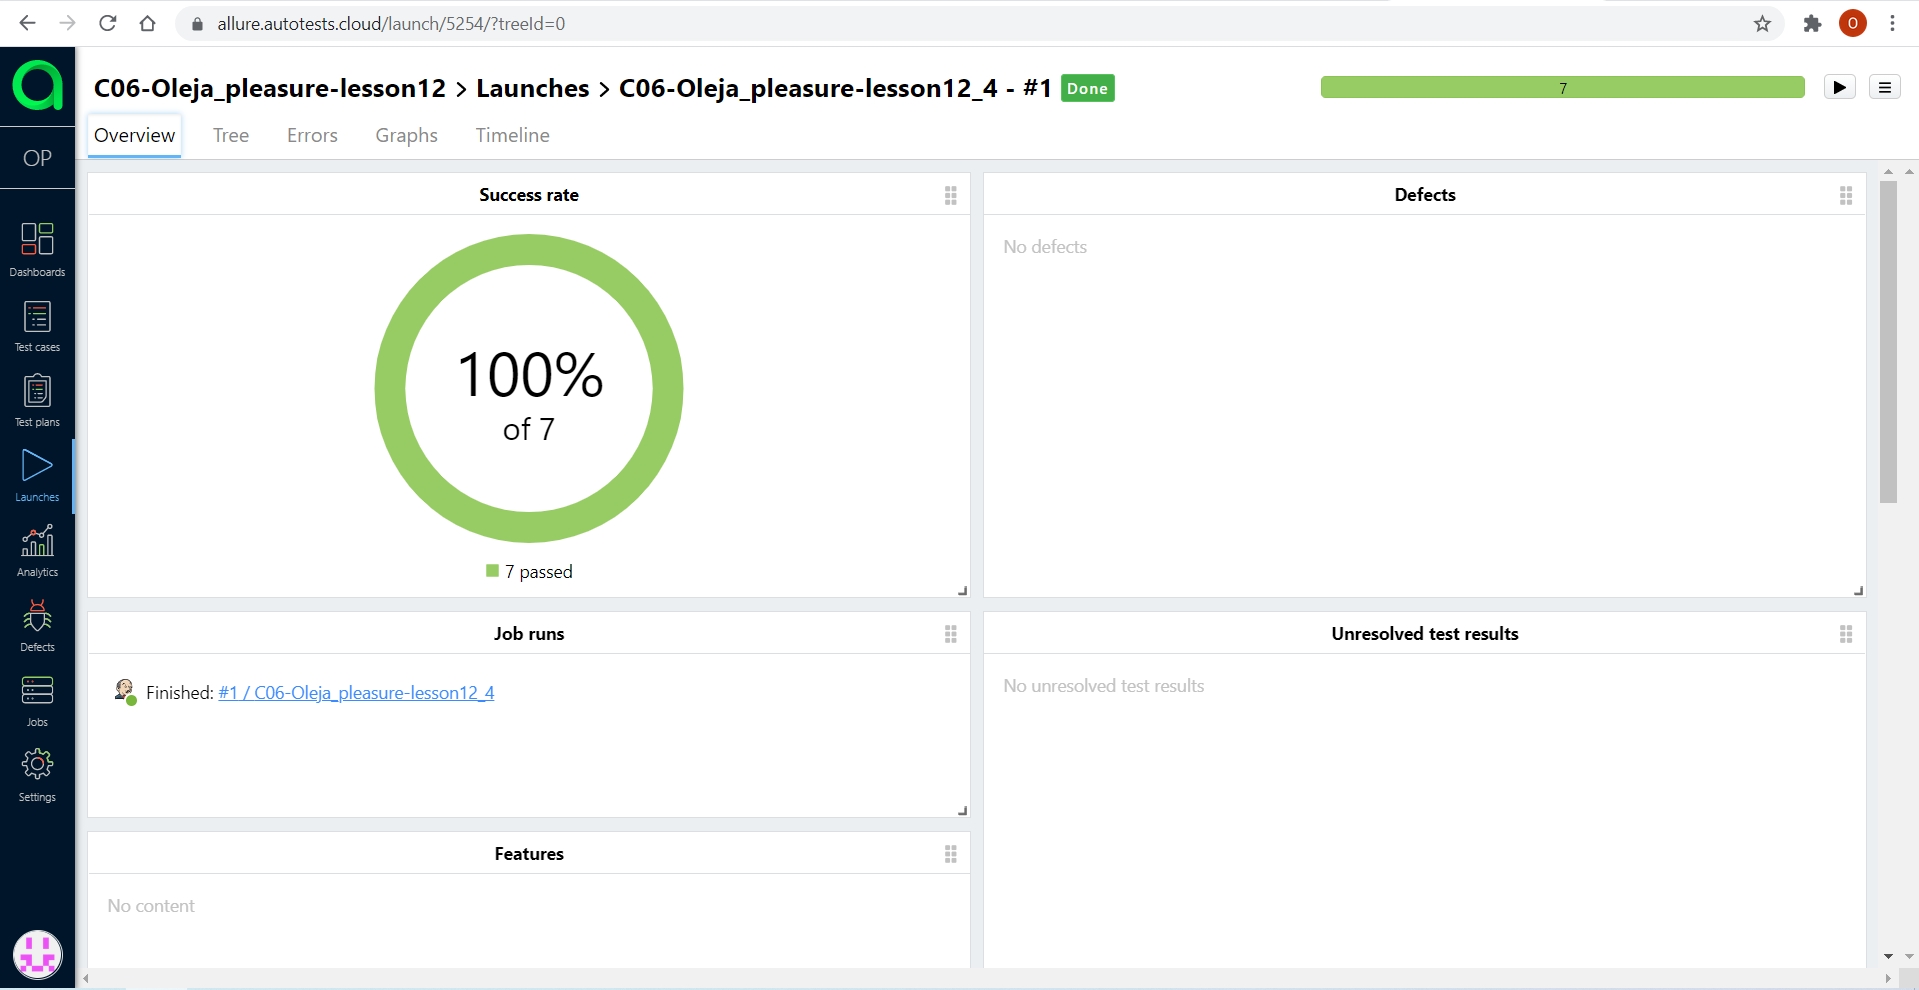 allure.autotests.cloud/launch/5254/?treeId=0
O
C06-Oleja_pleasure-lesson12 > Launches > C06-Oleja_pleasure-lesson12_4 - #1 Done
7
Overview Tree Errors Graphs Timeline
OP
Dashboards
Test cases
Test plans
Launches
Analytics
Defects
Jobs
Settings
Success rate
100%
of 7
7 passed
Defects
No defects
Job runs
Finished: #1 / C06-Oleja_pleasure-lesson12_4
Unresolved test results
No unresolved test results
Features
No content